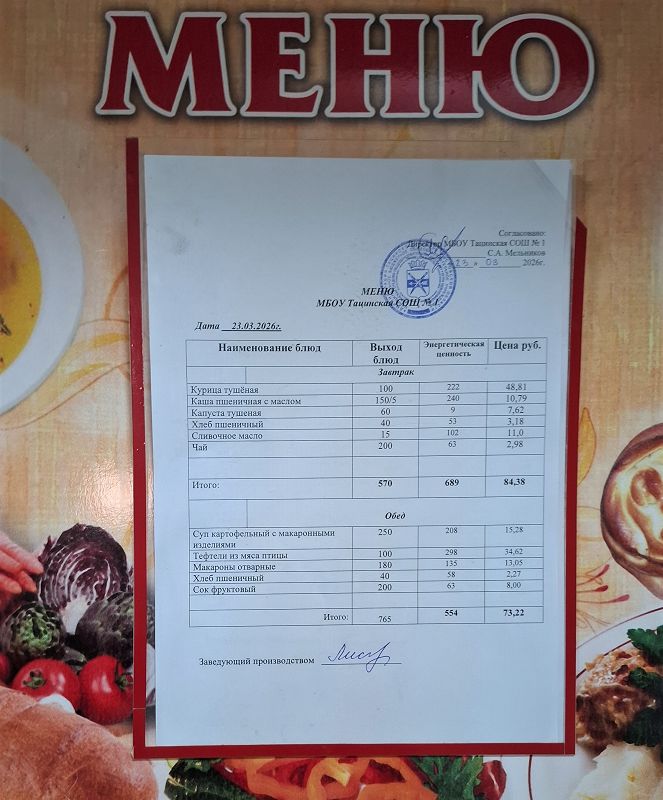 МЕНЮ
Согласовано:
Директор МБОУ Тацинская СОШ № 1
С.А. Мельников
«23» 03 2026г.
МЕНЮ
МБОУ Тацинская СОШ № 1
Дата 23.03.2026г.
Наименование блюд Выход блюд Энергетическая ценность Цена руб.
Завтрак
Курица тушёная 100 222 48,81
Каша пшеничная с маслом 150/5 240 10,79
Капуста тушеная 60 9 7,62
Хлеб пшеничный 40 53 3,18
Сливочное масло 15 102 11,0
Чай 200 63 2,98
Итого: 570 689 84,38
Обед
Суп картофельный с макаронными 250 208 15,28
изделиями
Тефтели из мяса птицы 100 298 34,62
Макароны отварные 180 135 13,05
Хлеб пшеничный 40 58 2,27
Сок фруктовый 200 63 8,00
Итого: 765 554 73,22
Заведующий производством